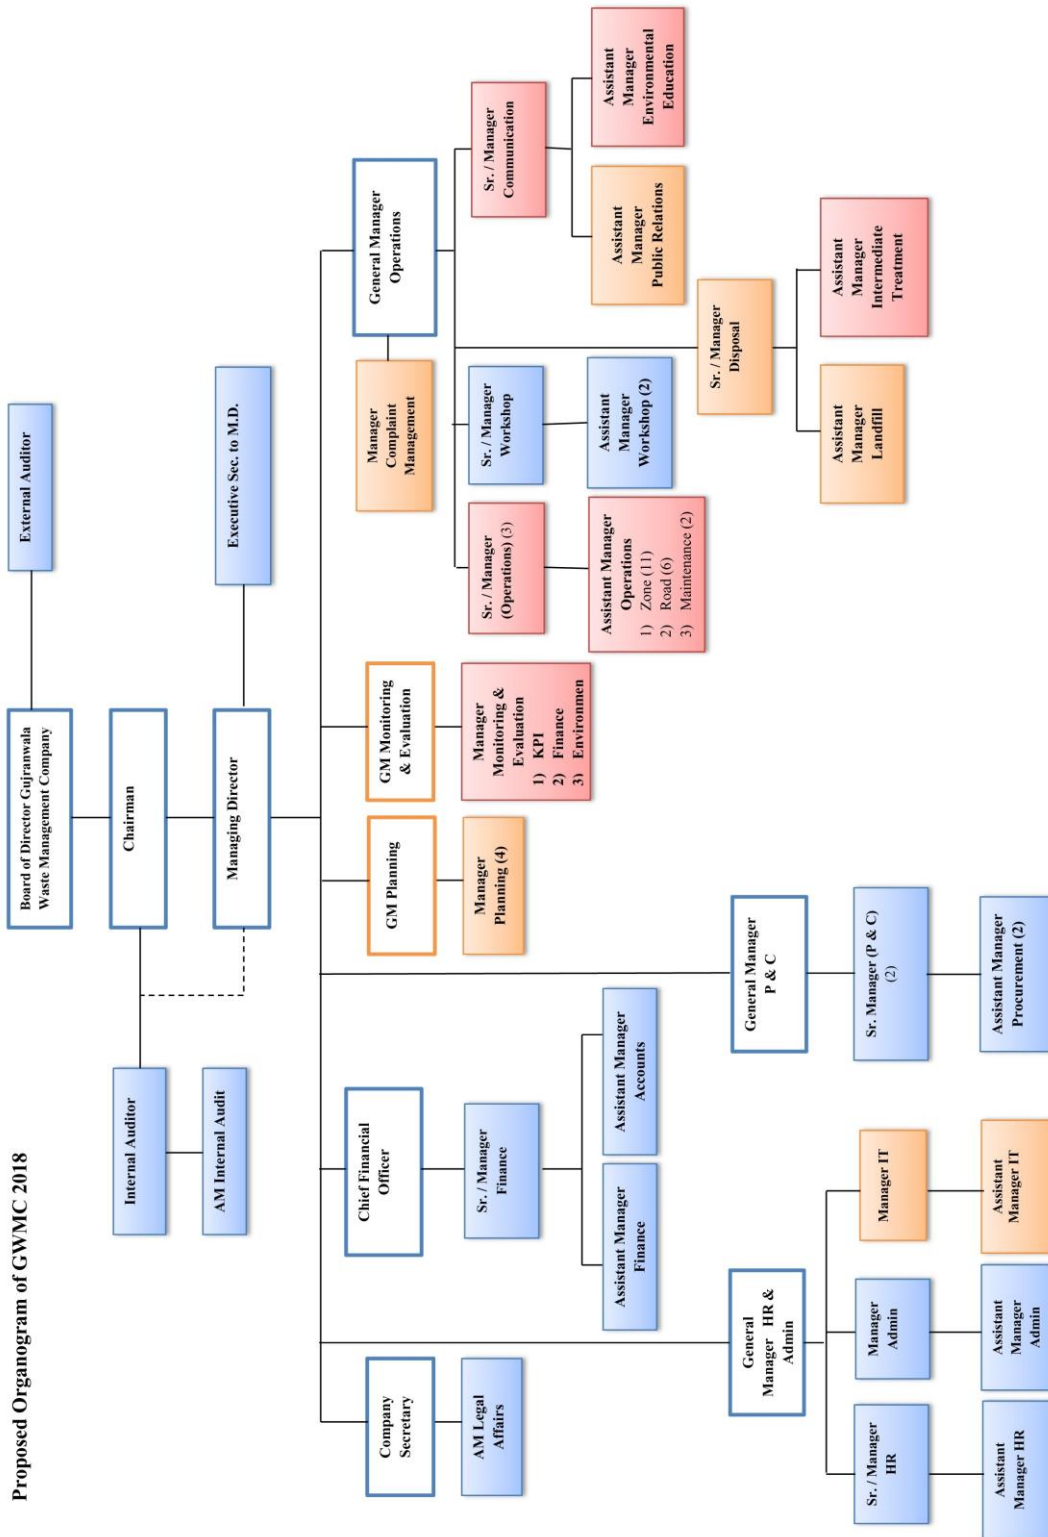 Proposed Organogram of GWMC 2018
Board of Director Gujranwala
Waste Management Company
External Auditor
Chairman
Internal Auditor
AM Internal Audit
Managing Director
Executive Sec. to M.D.
Company
Secretary
AM Legal
Affairs
General
Manager HR &
Admin
Sr. / Manager
HR
Assistant
Manager HR
Manager
Admin
Assistant
Manager
Admin
Manager IT
Assistant
Manager IT
Chief Financial
Officer
Sr. / Manager
Finance
Assistant Manager
Finance
Assistant Manager
Accounts
General Manager
P & C
Sr. Manager (P & C)
(2)
Assistant Manager
Procurement (2)
GM Planning
Manager
Planning (4)
GM Monitoring
& Evaluation
Manager
Monitoring &
Evaluation
1) KPI
2) Finance
3) Environmen
General Manager
Operations
Manager
Complaint
Management
Sr. / Manager
(Operations) (3)
Assistant Manager
Operations
1) Zone (11)
2) Road (6)
3) Maintenance (2)
Sr. / Manager
Workshop
Assistant
Manager
Workshop (2)
Sr. / Manager
Disposal
Assistant
Manager
Landfill
Assistant
Manager
Intermediate
Treatment
Sr. / Manager
Communication
Assistant
Manager
Public Relations
Assistant
Manager
Environmental
Education